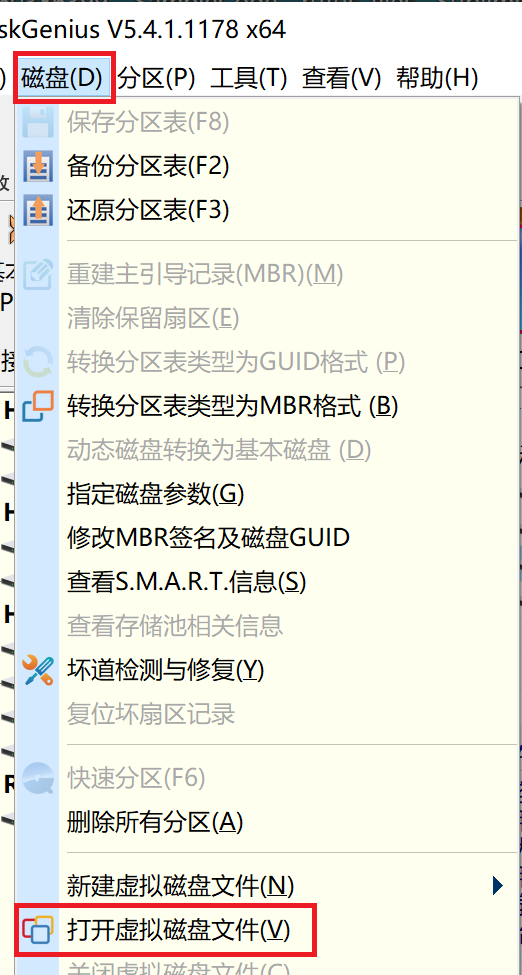 skGenius V5.4.1.1178 x64
) 磁盘(D) 分区(P) 工具(T) 查看(V) 帮助(H)
保存分区表(F8)
备份分区表(F2)
还原分区表(F3)
重建主引导记录(MBR)(M)
清除保留扇区(E)
转换分区表类型为GUID格式 (P)
转换分区表类型为MBR格式 (B)
动态磁盘转换为基本磁盘 (D)
指定磁盘参数(G)
修改MBR签名及磁盘GUID
查看S.M.A.R.T.信息(S)
查看存储池相关信息
坏道检测与修复(Y)
复位坏扇区记录
快速分区(F6)
删除所有分区(A)
新建虚拟磁盘文件(N)
打开虚拟磁盘文件(V)
关闭虚拟磁盘文件(C)